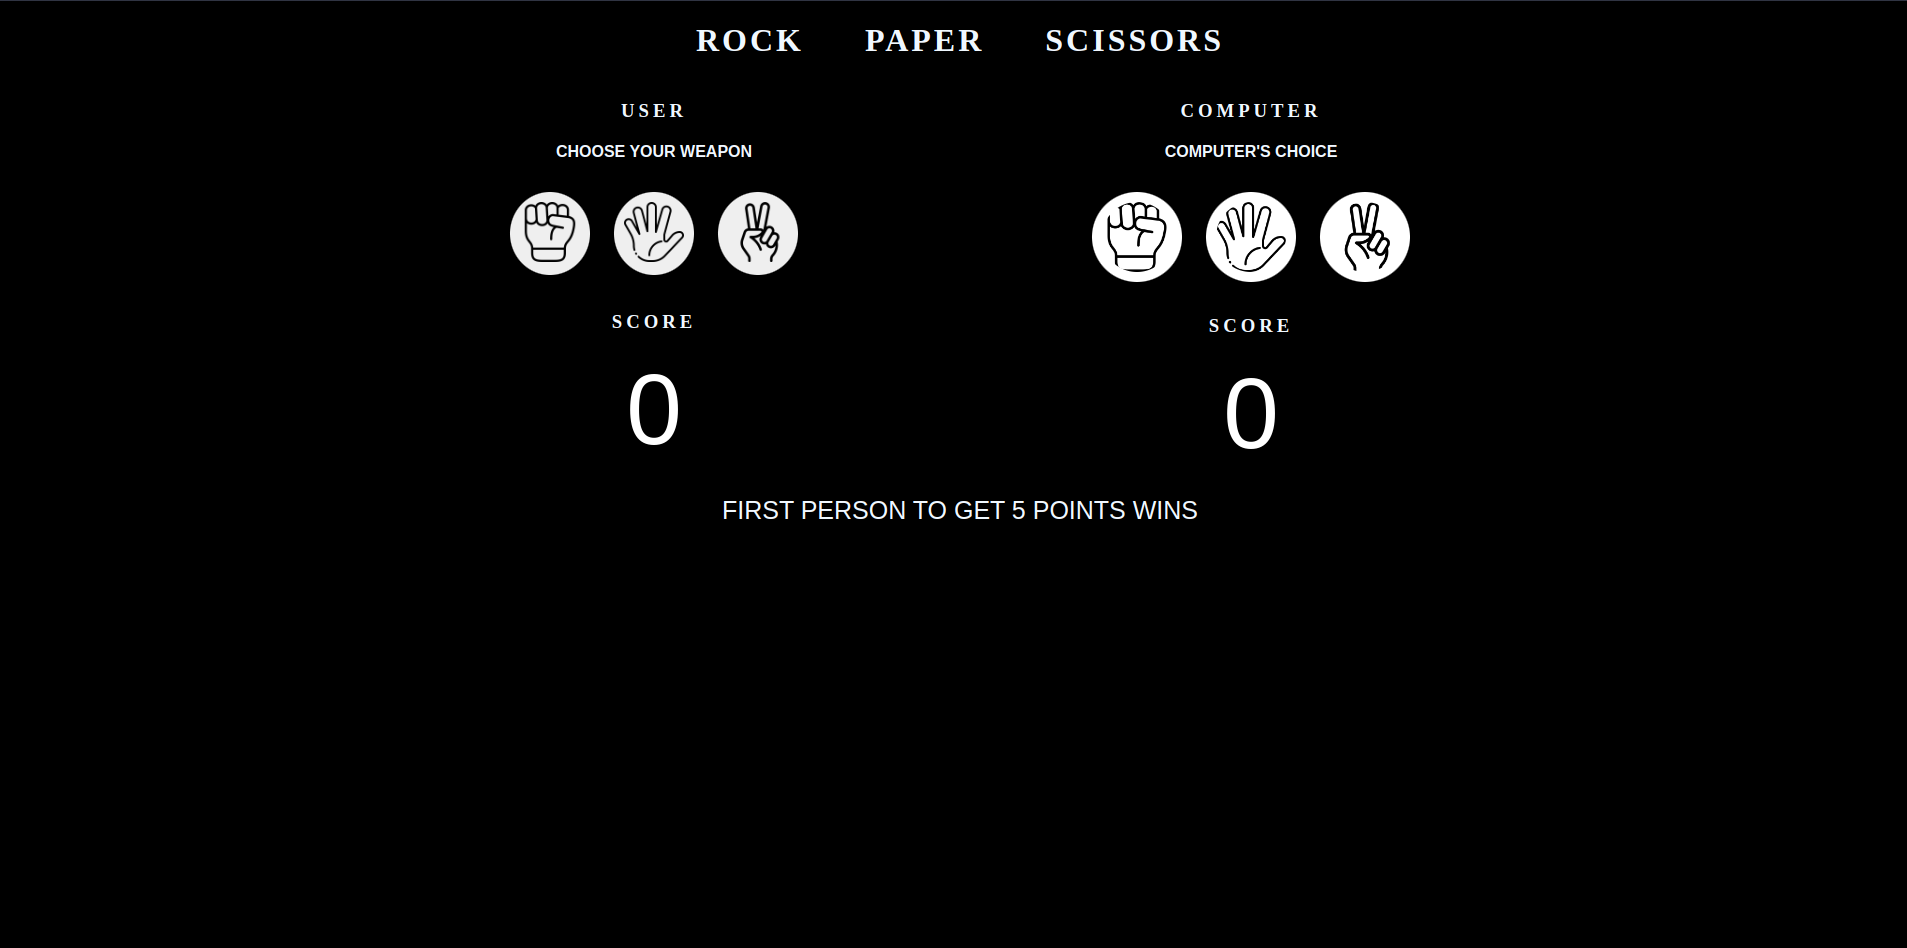 ROCK PAPER SCISSORS
USER
CHOOSE YOUR WEAPON
SCORE
0
COMPUTER
COMPUTER'S CHOICE
SCORE
0
FIRST PERSON TO GET 5 POINTS WINS